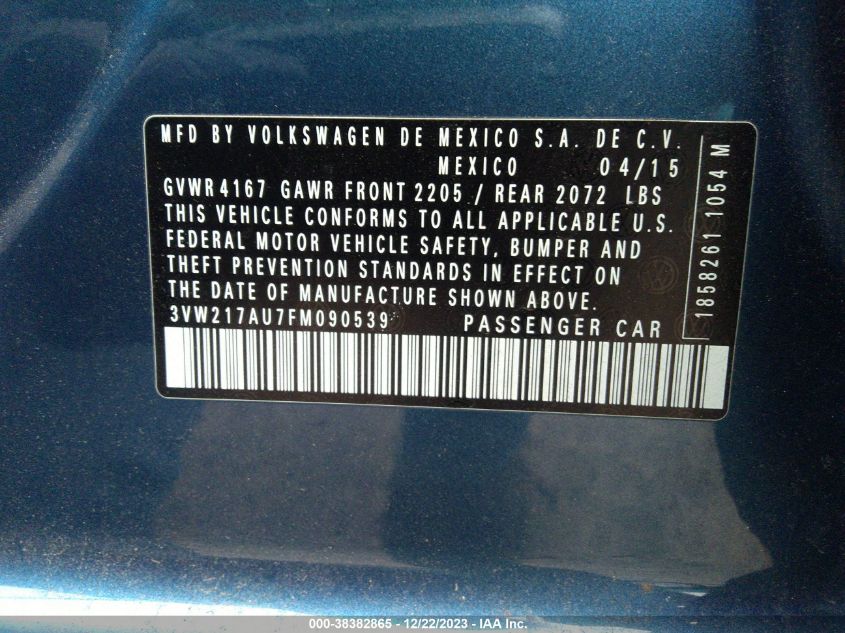 MFD BY VOLKSWAGEN DE MEXICO S.A. DE C.V.
MEXICO 04/15
GVWR 4167 GAWR FRONT 2205 / REAR 2072 LBS
THIS VEHICLE CONFORMS TO ALL APPLICABLE U.S.
FEDERAL MOTOR VEHICLE SAFETY, BUMPER AND
THEFT PREVENTION STANDARDS IN EFFECT ON
THE DATE OF MANUFACTURE SHOWN ABOVE.
3VW217AU7FM090539 PASSENGER CAR
1858261 1054 M
000-38382865 - 12/22/2023 - IAA Inc.